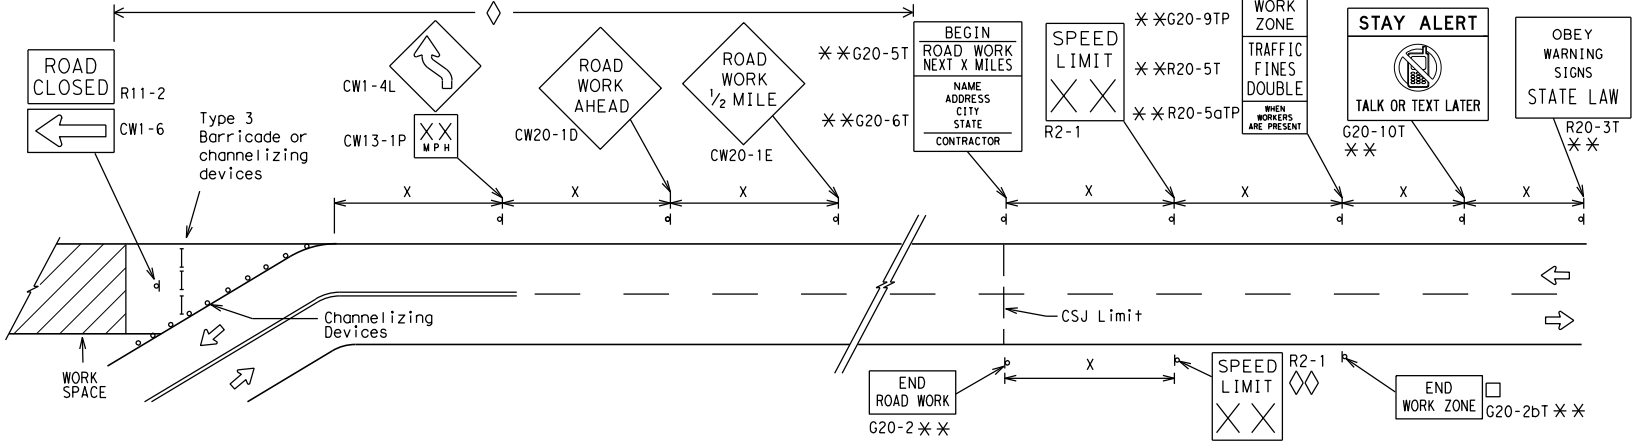 ROAD
CLOSED
R11-2
CW1-6
Type 3
Barricade or
channelizing
devices
CW1-4L
XX
MPH
CW13-1P
ROAD
WORK
AHEAD
CW20-1D
ROAD
WORK
1/2 MILE
CW20-1E
**G20-5T
**G20-6T
BEGIN
ROAD WORK
NEXT X MILES
NAME
ADDRESS
CITY
STATE
CONTRACTOR
SPEED
LIMIT
XX
R2-1
**G20-9TP
**R20-5T
**R20-5aTP
WORK
ZONE
TRAFFIC
FINES
DOUBLE
WHEN
WORKERS
ARE PRESENT
STAY ALERT
TALK OR TEXT LATER
G20-10T
**
OBEY
WARNING
SIGNS
STATE LAW
R20-3T
**
X X X X X X X
Channelizing
Devices
WORK
SPACE
CSJ Limit
END
ROAD WORK
G20-2 **
X
SPEED
LIMIT
XX
R2-1
END
WORK ZONE
G20-2bT **